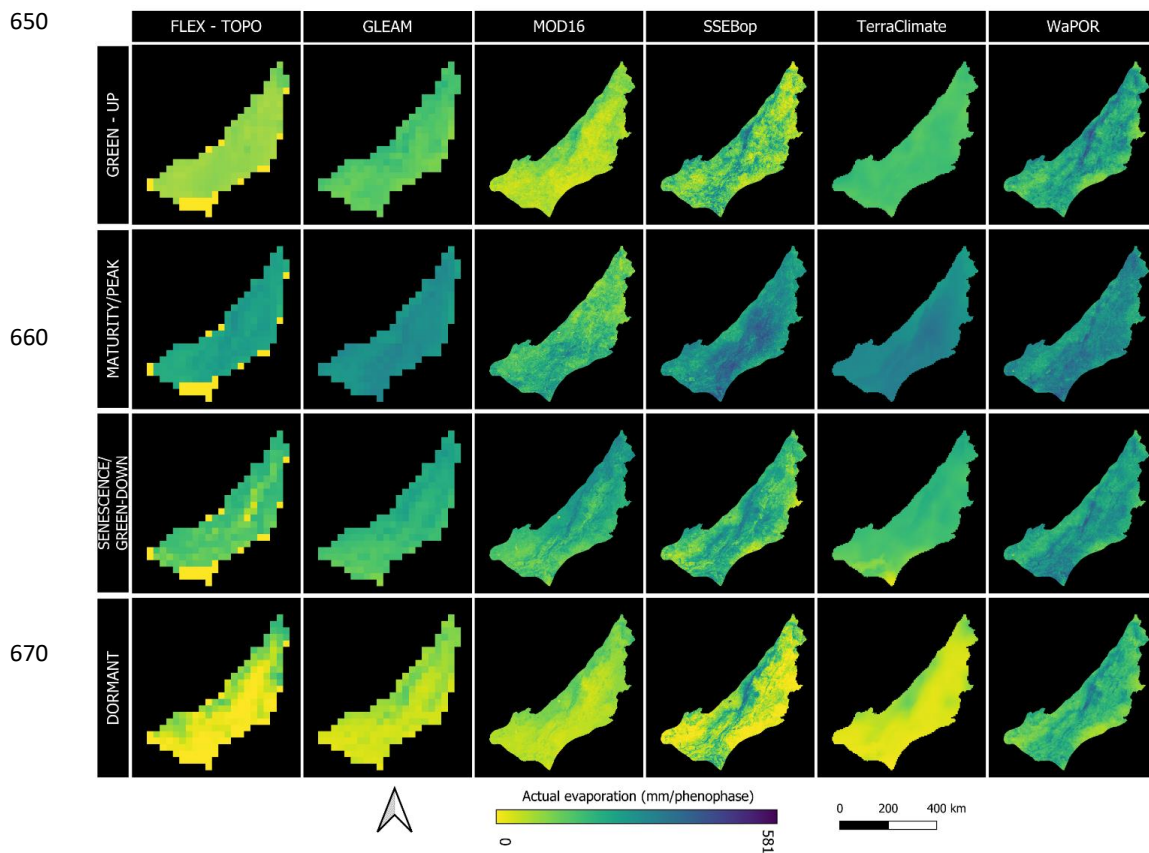 650
FLEX - TOPO GLEAM MOD16 SSEBop TerraClimate WaPOR
GREEN - UP
660
MATURITY/PEAK
SENESCENCE/
GREEN-DOWN
670
DORMANT
Actual evaporation (mm/phenophase)
0 581
0 200 400 km